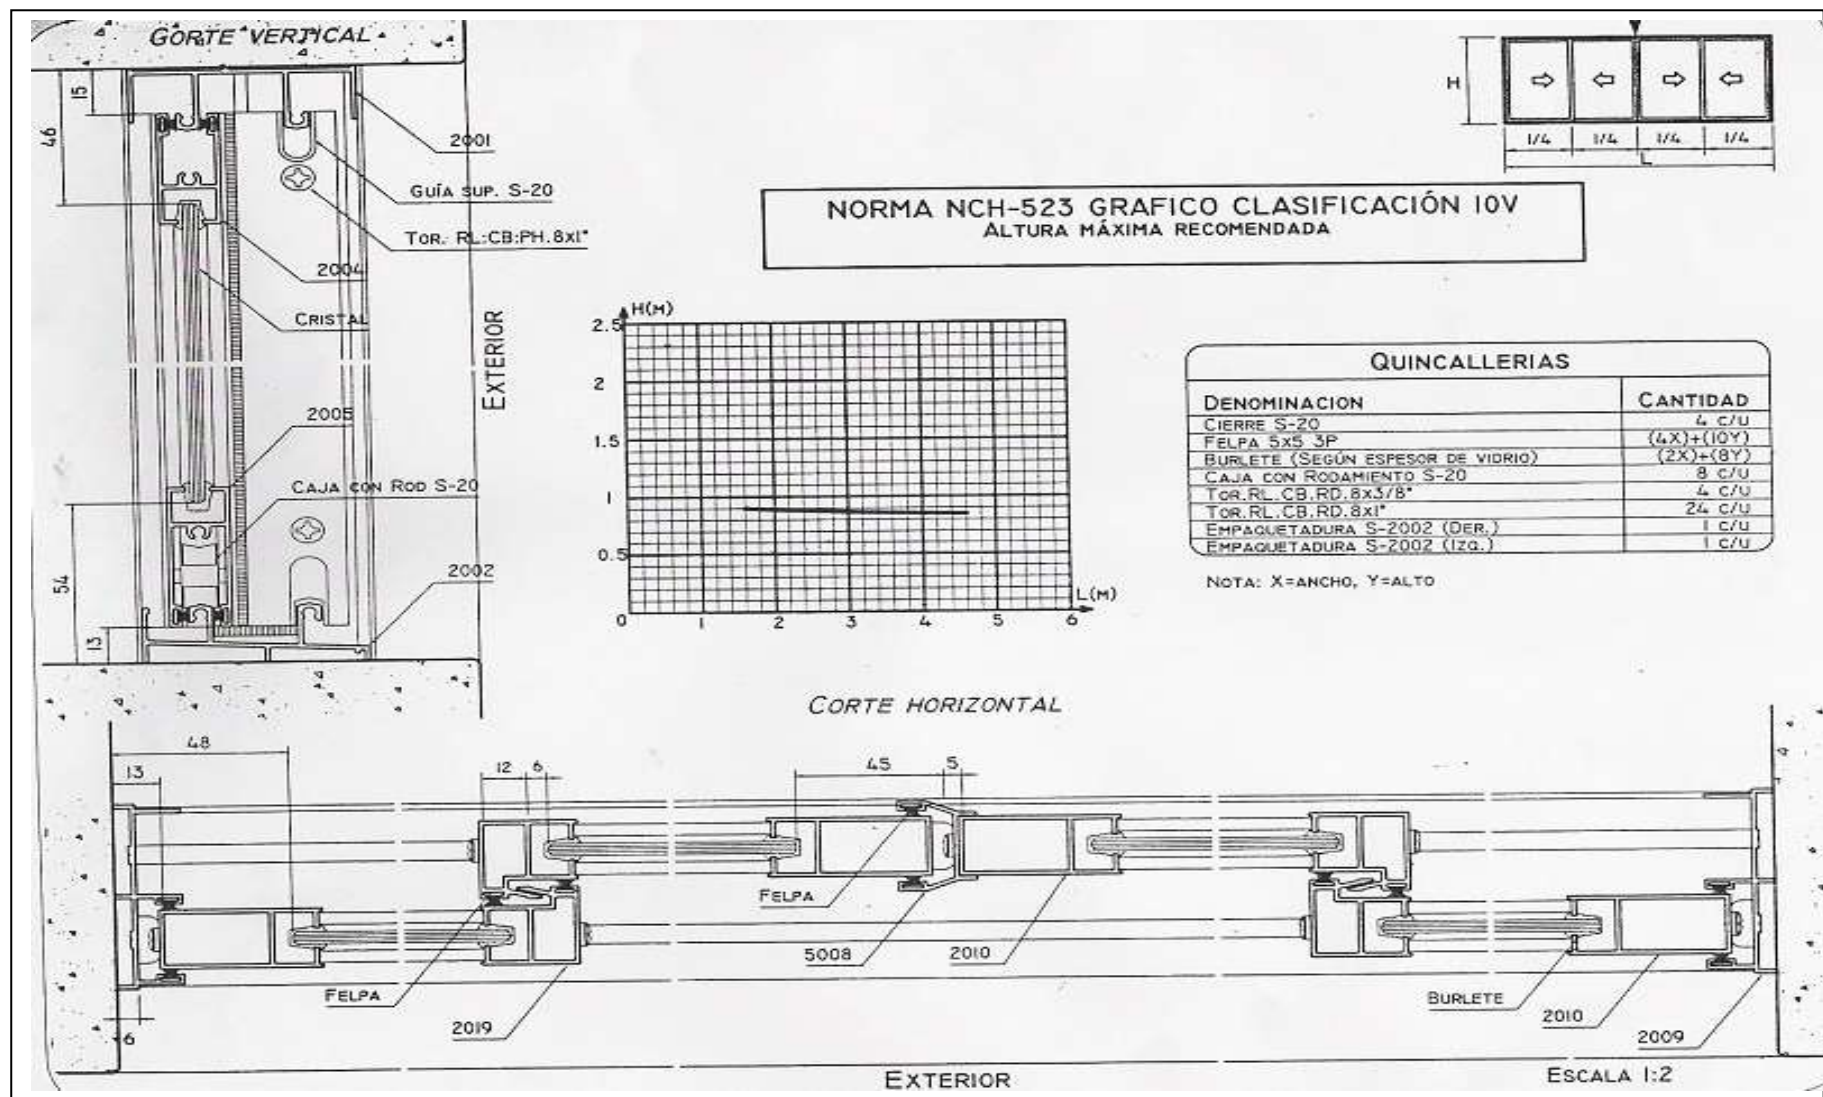 GORTE VERTICAL
15
46
2001
GUÍA SUP. S-20
TOR. RL:CB:PH.8x1"
2004
CRISTAL
EXTERIOR
2005
CAJA CON ROD S-20
2002
54
13
H
1/4 1/4 1/4 1/4
L
NORMA NCH-523 GRAFICO CLASIFICACIÓN 10V
ALTURA MÁXIMA RECOMENDADA
H(M)
2.5
2
1.5
1
0.5
0 1 2 3 4 5 6
L(M)
QUINCALLERIAS
DENOMINACION CANTIDAD
CIERRE S-20 4 C/U
FELPA 5x5 3P (4X)+(10Y)
BURLETE (SEGÚN ESPESOR DE VIDRIO) (2X)+(8Y)
CAJA CON RODAMIENTO S-20 8 C/U
TOR.RL.CB.RD.8x3/8" 4 C/U
TOR.RL.CB.RD.8x1" 24 C/U
EMPAQUETADURA S-2002 (DER.) 1 C/U
EMPAQUETADURA S-2002 (IZQ.) 1 C/U
NOTA: X=ANCHO, Y=ALTO
CORTE HORIZONTAL
48
13
12 6
45 5
FELPA
5008
2010
FELPA
2019
BURLETE
2010
2009
6
EXTERIOR
ESCALA 1:2